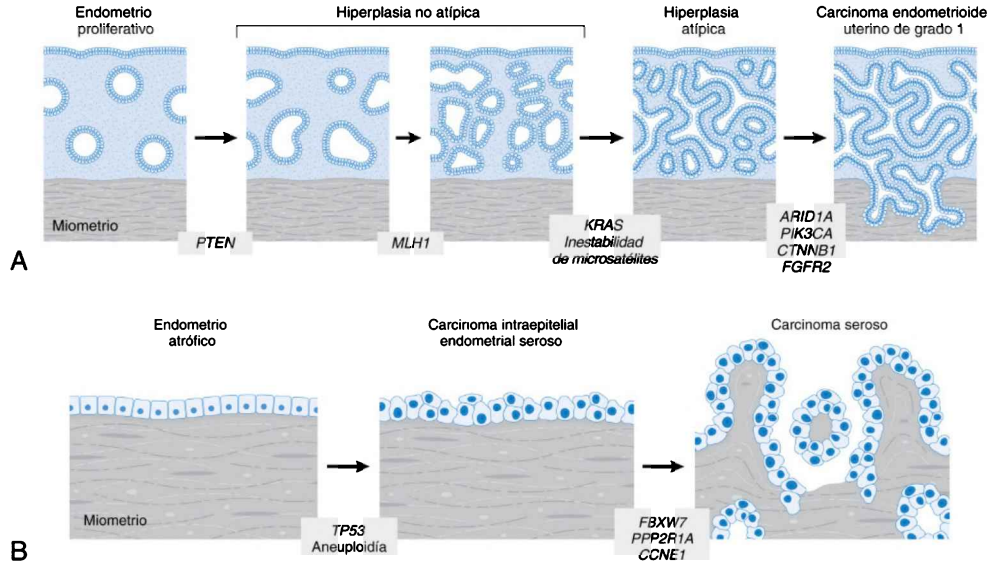 Endometrio
proliferativo
Hiperplasia no atípica
Hiperplasia
atípica
Carcinoma endometrioide
uterino de grado 1
Miometrio
PTEN
MLH1
KRAS
Inestabilidad
de microsatélites
ARID1A
PIK3CA
CTNNB1
FGFR2
A
Endometrio
atrófico
Carcinoma intraepitelial
endometrial seroso
Carcinoma seroso
Miometrio
TP53
Aneuploidía
FBXW7
PPP2R1A
CCNE1
B